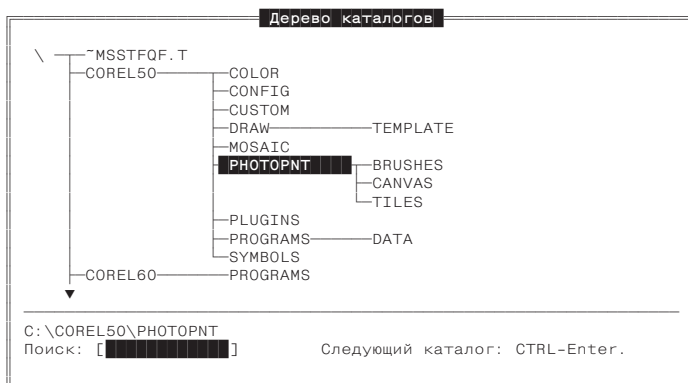 Дерево каталогов
\ ~MSSTFQF.T
COREL50 COLOR
CONFIG
CUSTOM
DRAW TEMPLATE
MOSAIC
PHOTOPNT BRUSHES
CANVAS
TILES
PLUGINS
PROGRAMS DATA
SYMBOLS
COREL60 PROGRAMS
C:\COREL50\PHOTOPNT
Поиск: [ ] Следующий каталог: CTRL-Enter.